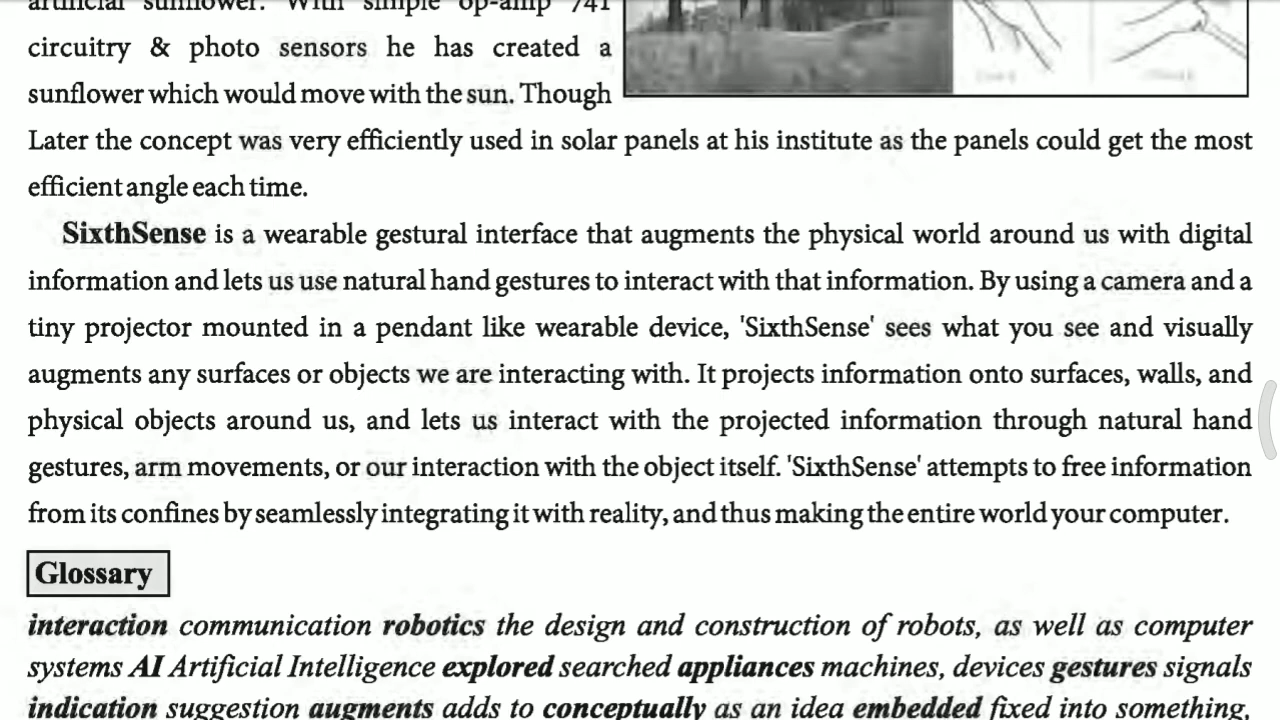 artificial sunflower. With simple op-amp 741
circuitry & photo sensors he has created a
sunflower which would move with the sun. Though
Later the concept was very efficiently used in solar panels at his institute as the panels could get the most
efficient angle each time.
SixthSense is a wearable gestural interface that augments the physical world around us with digital
information and lets us use natural hand gestures to interact with that information. By using a camera and a
tiny projector mounted in a pendant like wearable device, 'SixthSense' sees what you see and visually
augments any surfaces or objects we are interacting with. It projects information onto surfaces, walls, and
physical objects around us, and lets us interact with the projected information through natural hand
gestures, arm movements, or our interaction with the object itself. 'SixthSense' attempts to free information
from its confines by seamlessly integrating it with reality, and thus making the entire world your computer.
Glossary
interaction communication robotics the design and construction of robots, as well as computer
systems AI Artificial Intelligence explored searched appliances machines, devices gestures signals
indication suggestion augments adds to conceptually as an idea embedded fixed into something,